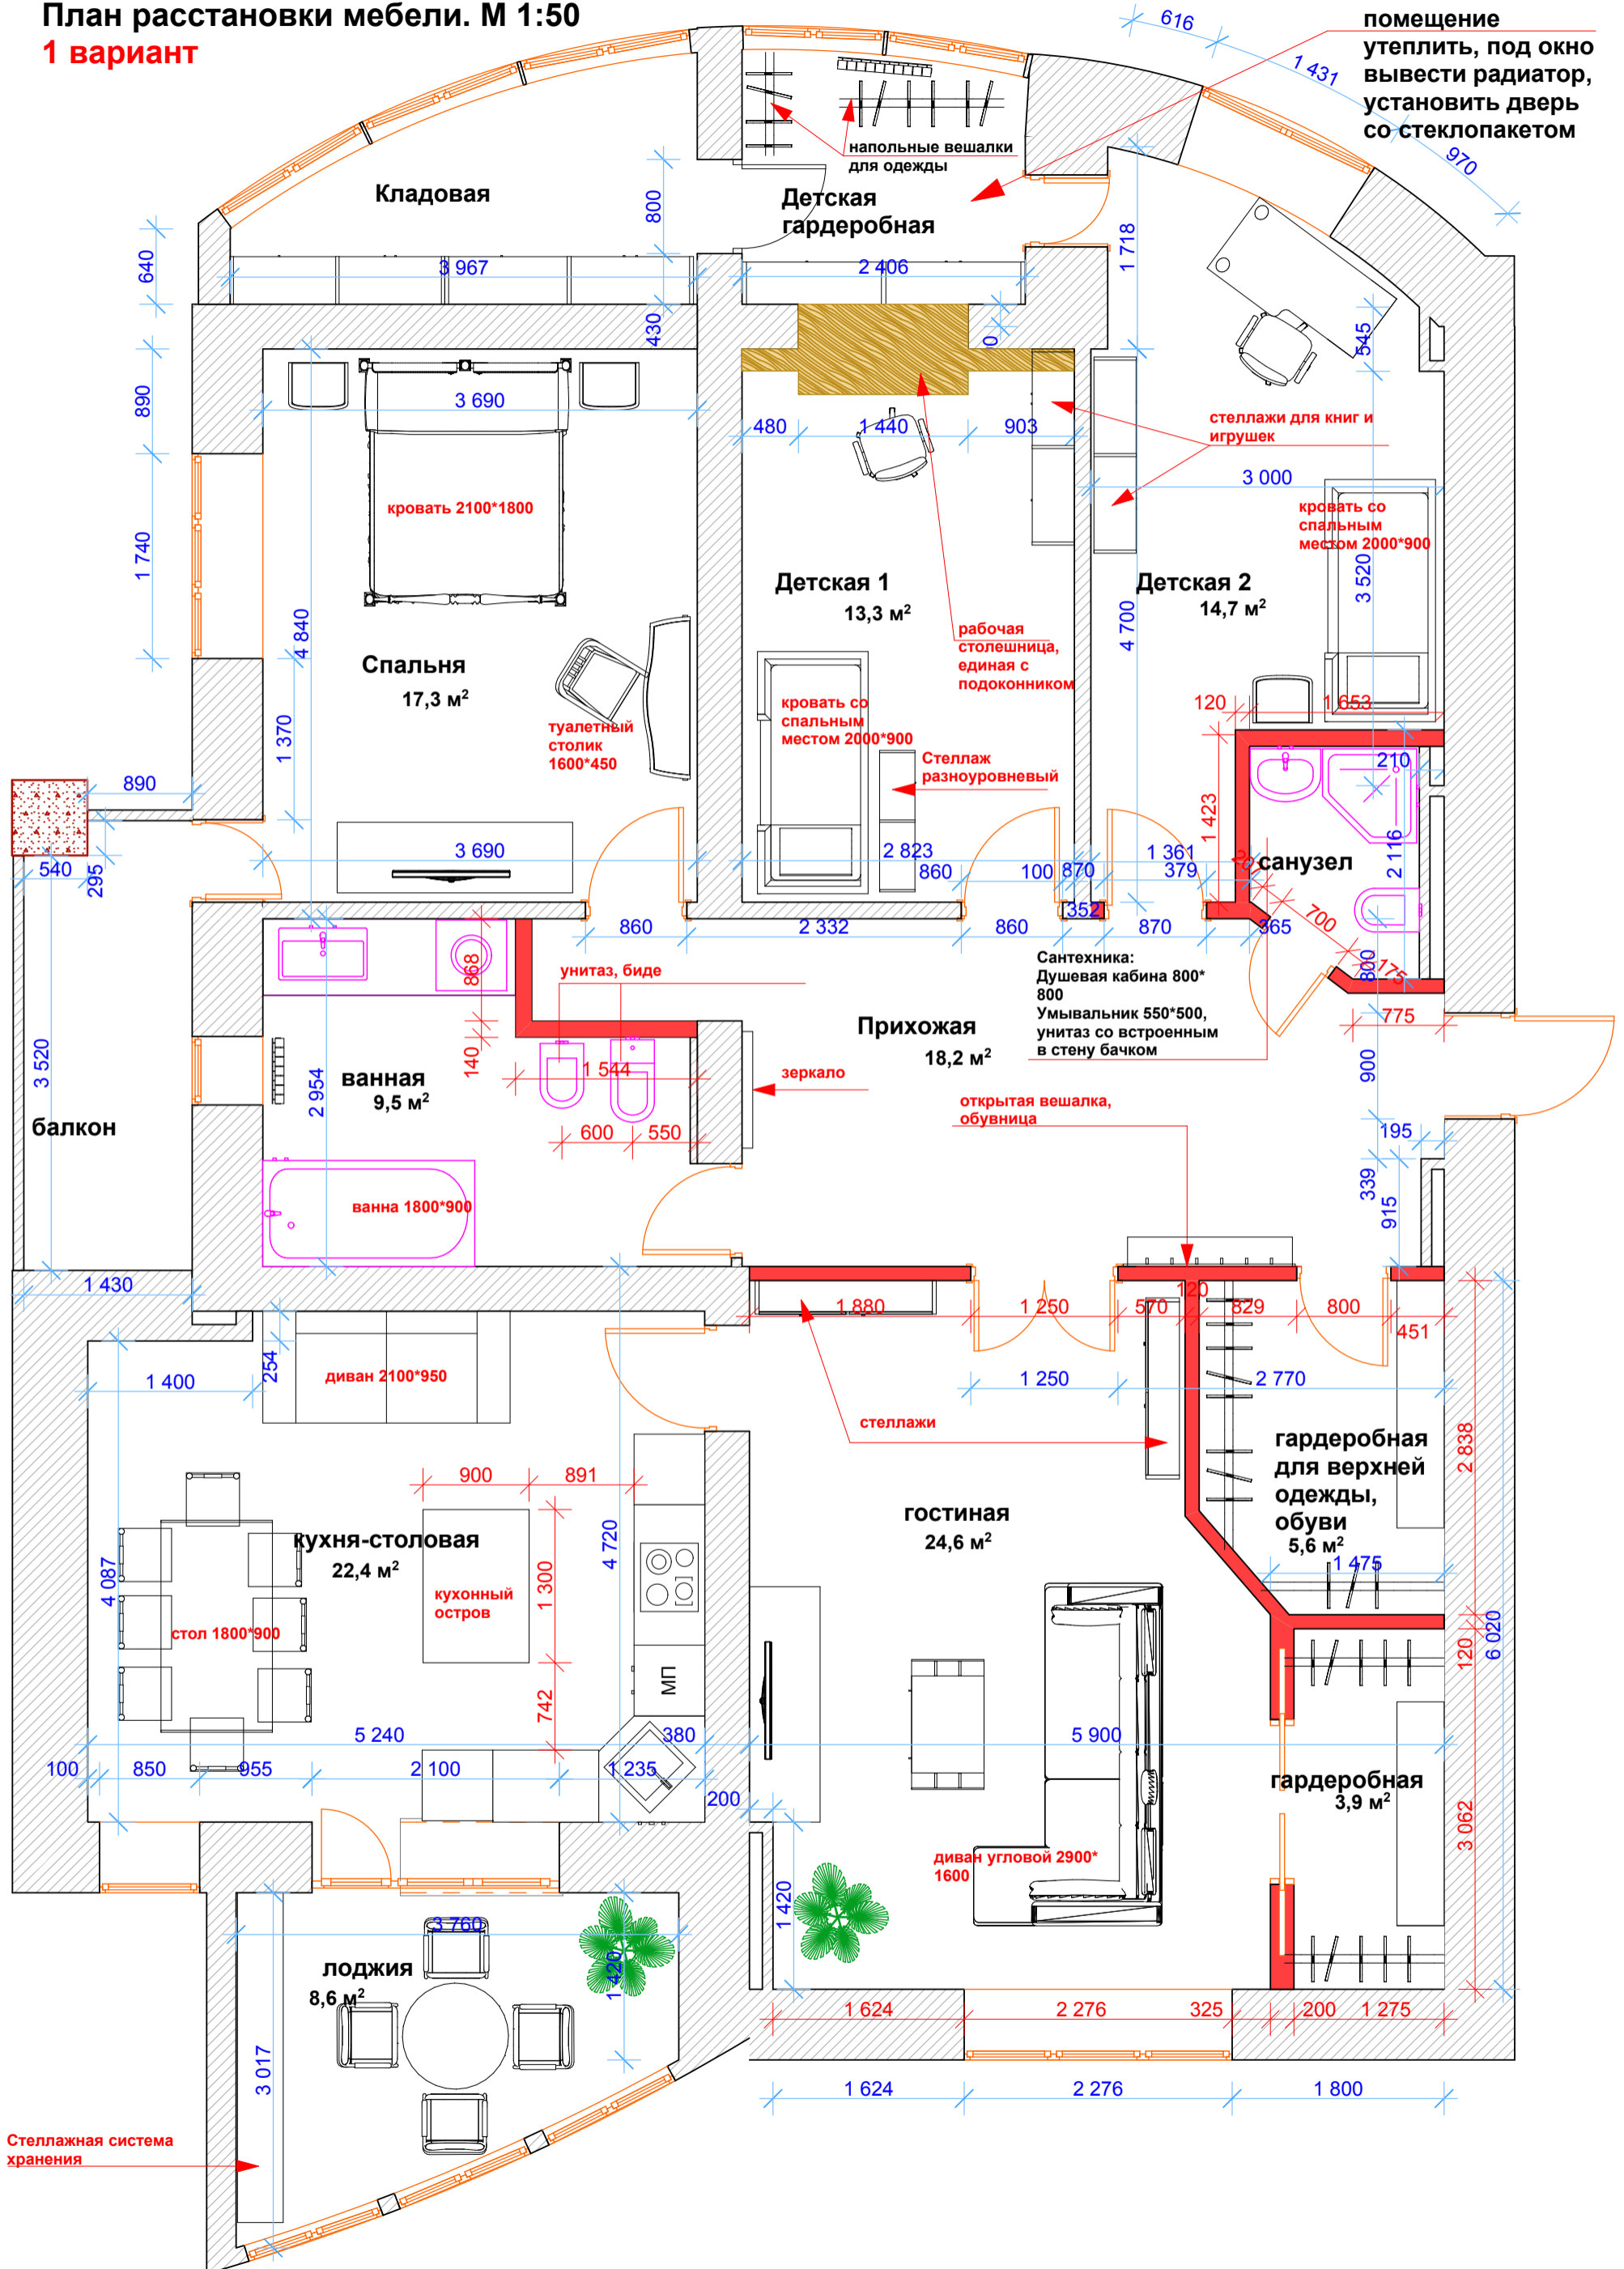 План расстановки мебели. М 1:50
1 вариант
помещение
утеплить, под окно
вывести радиатор,
установить дверь
со стеклопакетом
616
1 431
970
напольные вешалки
для одежды
Кладовая
Детская
гардеробная
800
640
3 967
2 406
1 718
430
545
890
3 690
480
1 440
903
стеллажи для книг и
игрушек
3 000
кровать 2100*1800
кровать со
спальным
местом 2000*900
1 740
3 520
Детская 1
13,3 м²
Детская 2
14,7 м²
4 840
4 700
рабочая
столешница,
единая с
подоконником
Спальня
17,3 м²
1 370
туалетный
столик
1600*450
кровать со
спальным
местом 2000*900
Стеллаж
разноуровневый
120
1 653
210
890
1 423
2 116
540
295
3 690
2 823
860
100
870
1 361
379
санузел
352
860
2 332
860
870
365
700
175
800
868
унитаз, биде
Сантехника:
Душевая кабина 800*
800
Умывальник 550*500,
унитаз со встроенным
в стену бачком
775
Прихожая
18,2 м²
3 520
2 954
ванная
9,5 м²
140
1 544
зеркало
900
балкон
600
550
открытая вешалка,
обувница
195
339
915
ванна 1800*900
1 430
1 880
1 250
570
120
829
800
451
254
1 400
диван 2100*950
1 250
2 770
стеллажи
гардеробная
для верхней
одежды,
обуви
5,6 м²
2 838
900
891
гостиная
24,6 м²
кухня-столовая
22,4 м²
4 720
4 087
1 300
1 475
кухонный
остров
стол 1800*900
120
6 020
МП
742
5 240
380
5 900
100
850
955
2 100
1 235
200
гардеробная
3,9 м²
3 062
диван угловой 2900*
1600
1 420
3 760
1 420
лоджия
8,6 м²
1 624
2 276
325
200
1 275
3 017
1 624
2 276
1 800
Стеллажная система
хранения